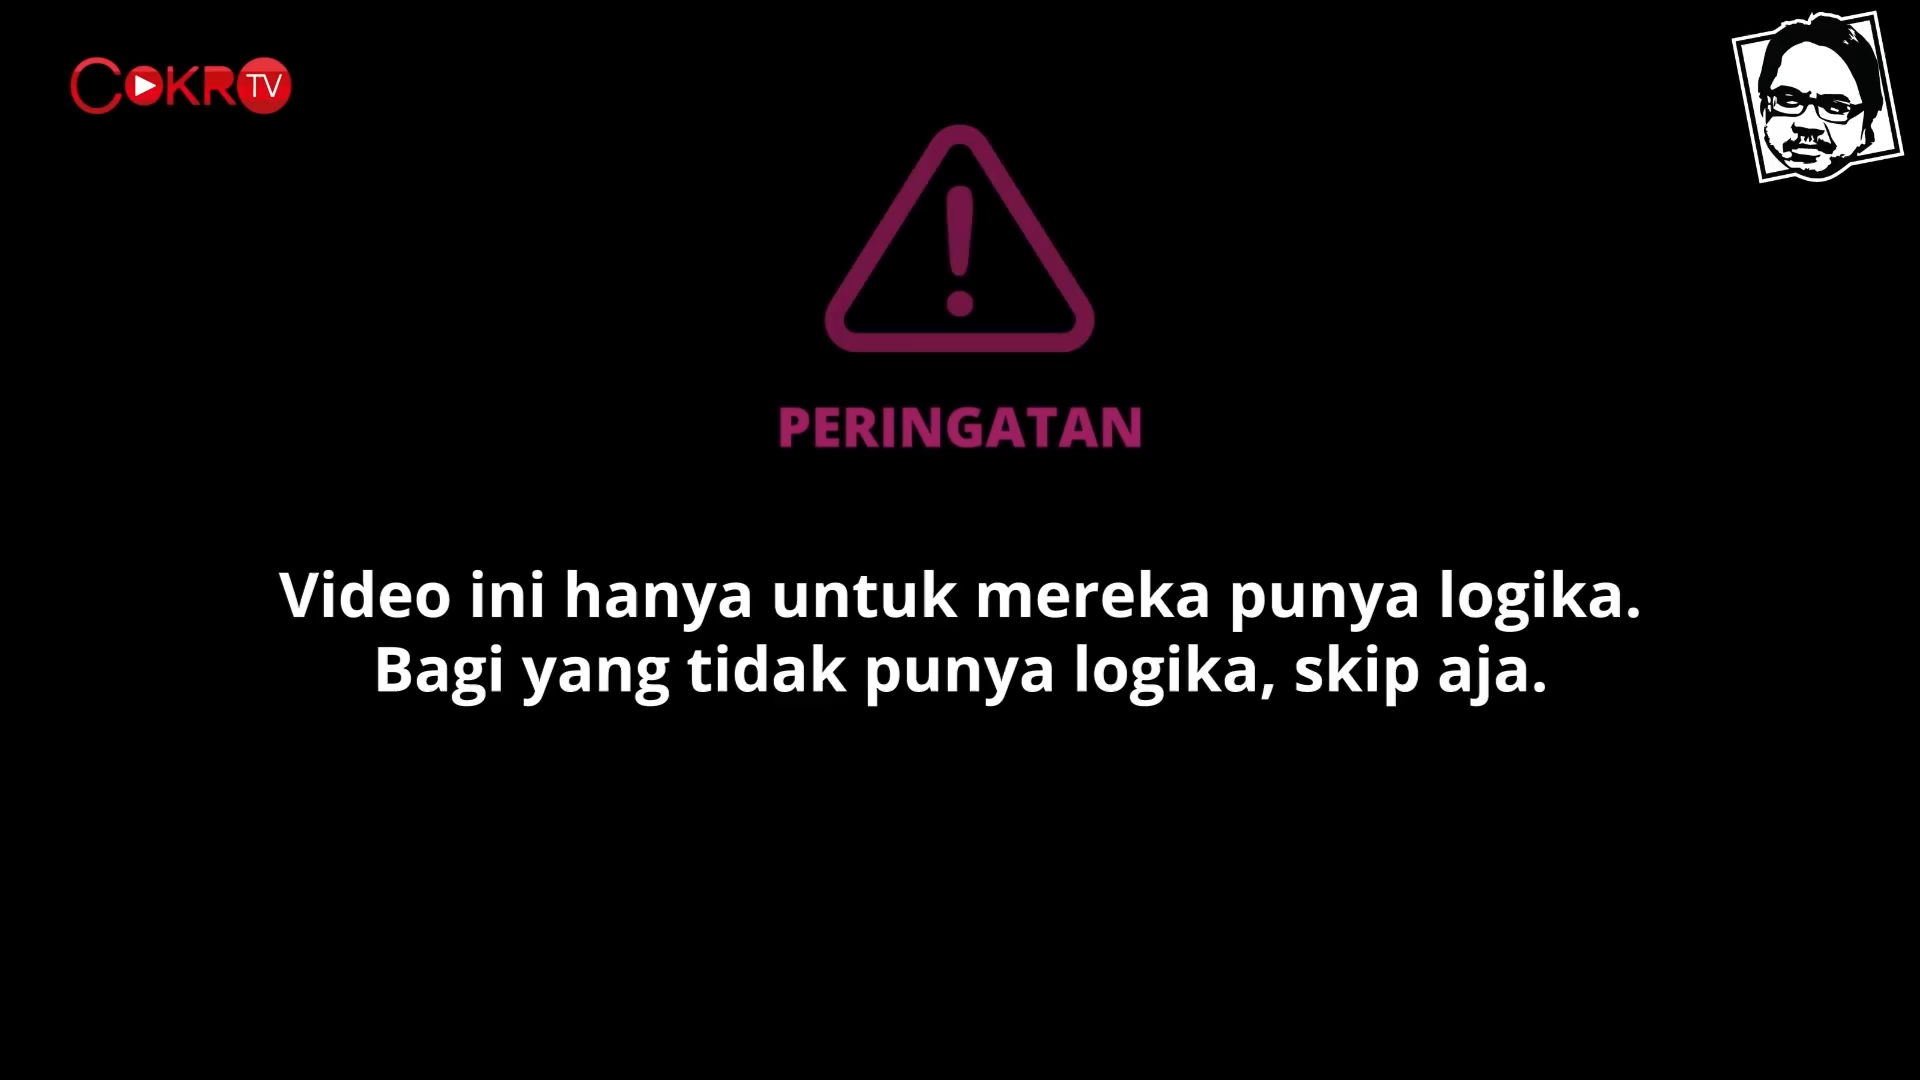 COKRO TV
PERINGATAN
Video ini hanya untuk mereka punya logika.
Bagi yang tidak punya logika, skip aja.